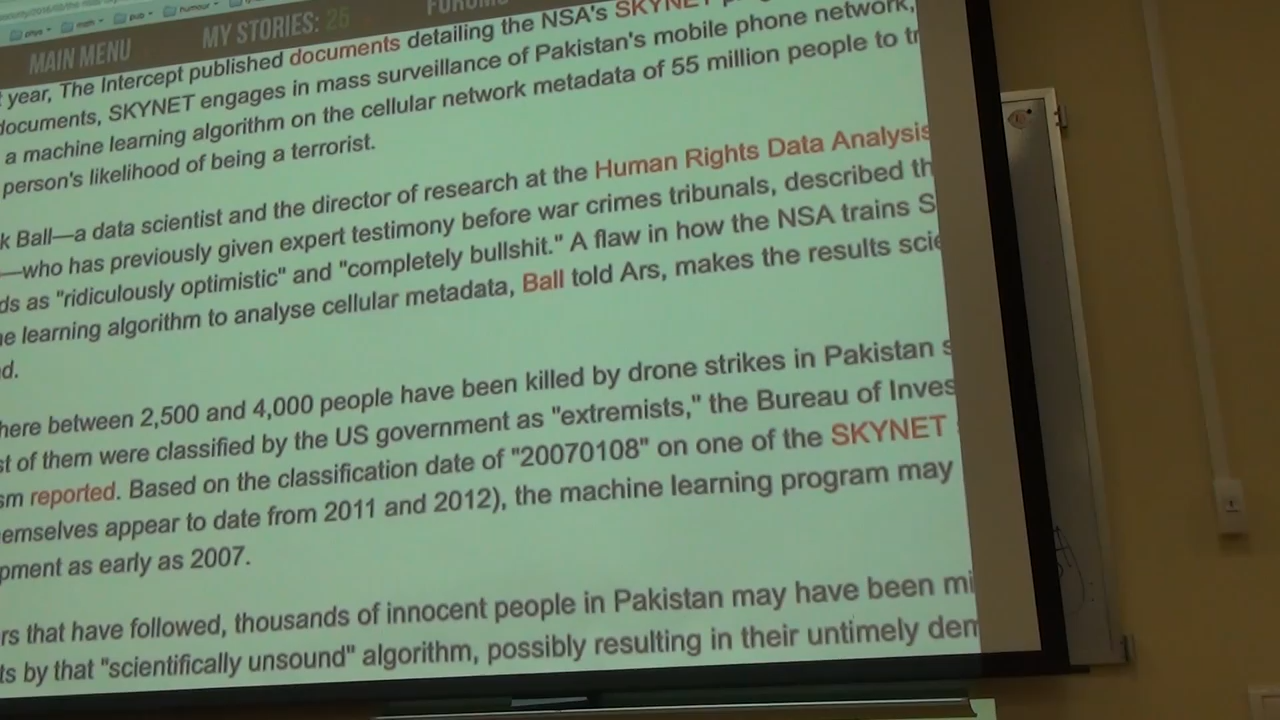 phys math pub humour
MAIN MENU MY STORIES: 26 FORUMS
year, The Intercept published documents detailing the NSA's SKYNET
documents, SKYNET engages in mass surveillance of Pakistan's mobile phone network,
a machine learning algorithm on the cellular network metadata of 55 million people to
person's likelihood of being a terrorist.
k Ball—a data scientist and the director of research at the Human Rights Data Analysis
—who has previously given expert testimony before war crimes tribunals, described th
ds as "ridiculously optimistic" and "completely bullshit." A flaw in how the NSA trains S
e learning algorithm to analyse cellular metadata, Ball told Ars, makes the results scie
d.
here between 2,500 and 4,000 people have been killed by drone strikes in Pakistan s
st of them were classified by the US government as "extremists," the Bureau of Inves
sm reported. Based on the classification date of "20070108" on one of the SKYNET
emselves appear to date from 2011 and 2012), the machine learning program may
pment as early as 2007.
rs that have followed, thousands of innocent people in Pakistan may have been mi
ts by that "scientifically unsound" algorithm, possibly resulting in their untimely dem